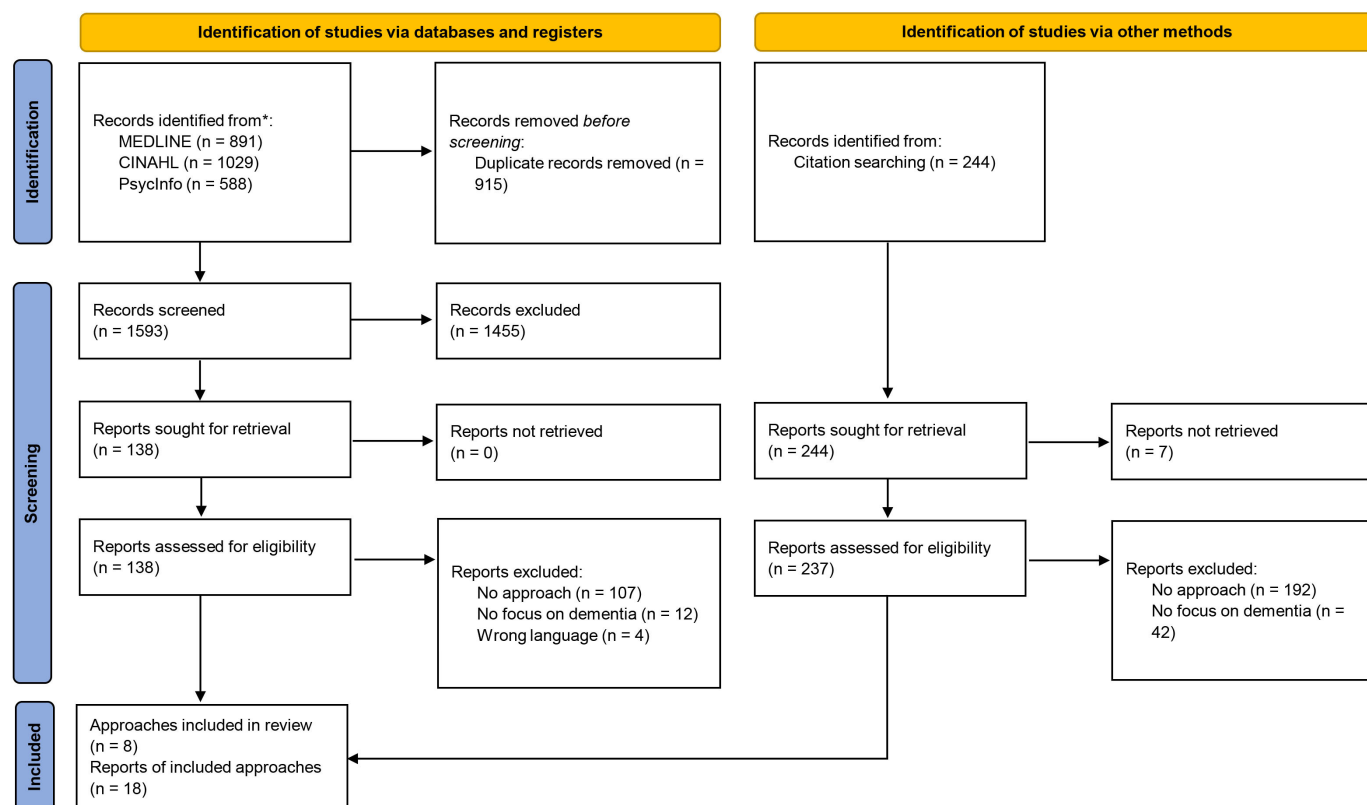 Identification of studies via databases and registers
Identification of studies via other methods
Identification
Records identified from*:
MEDLINE (n = 891)
CINAHL (n = 1029)
PsycInfo (n = 588)
Records removed before
screening:
Duplicate records removed (n =
915)
Records identified from:
Citation searching (n = 244)
Screening
Records screened
(n = 1593)
Records excluded
(n = 1455)
Reports sought for retrieval
(n = 138)
Reports not retrieved
(n = 0)
Reports sought for retrieval
(n = 244)
Reports not retrieved
(n = 7)
Reports assessed for eligibility
(n = 138)
Reports excluded:
No approach (n = 107)
No focus on dementia (n = 12)
Wrong language (n = 4)
Reports assessed for eligibility
(n = 237)
Reports excluded:
No approach (n = 192)
No focus on dementia (n =
42)
Included
Approaches included in review
(n = 8)
Reports of included approaches
(n = 18)